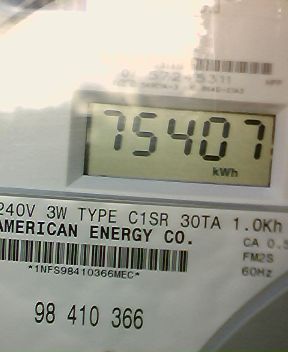 75407
kWh
240V 3W TYPE C1SR 30TA 1.0Kh
AMERICAN ENERGY CO.
CA 0.5
FM2S
*1NFS98410366MEC*
60Hz
98 410 366